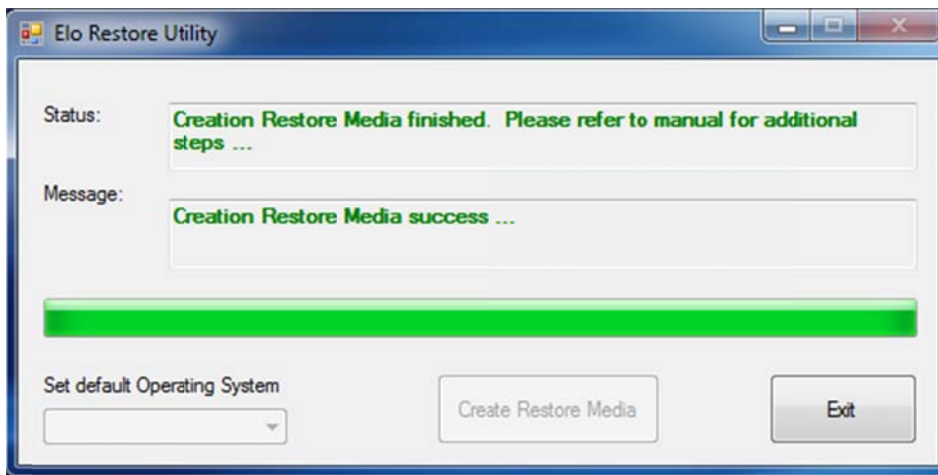 Elo Restore Utility
Status:
Creation Restore Media finished.  Please refer to manual for additional
steps ...
Message:
Creation Restore Media success ...
Set default Operating System
Create Restore Media
Exit